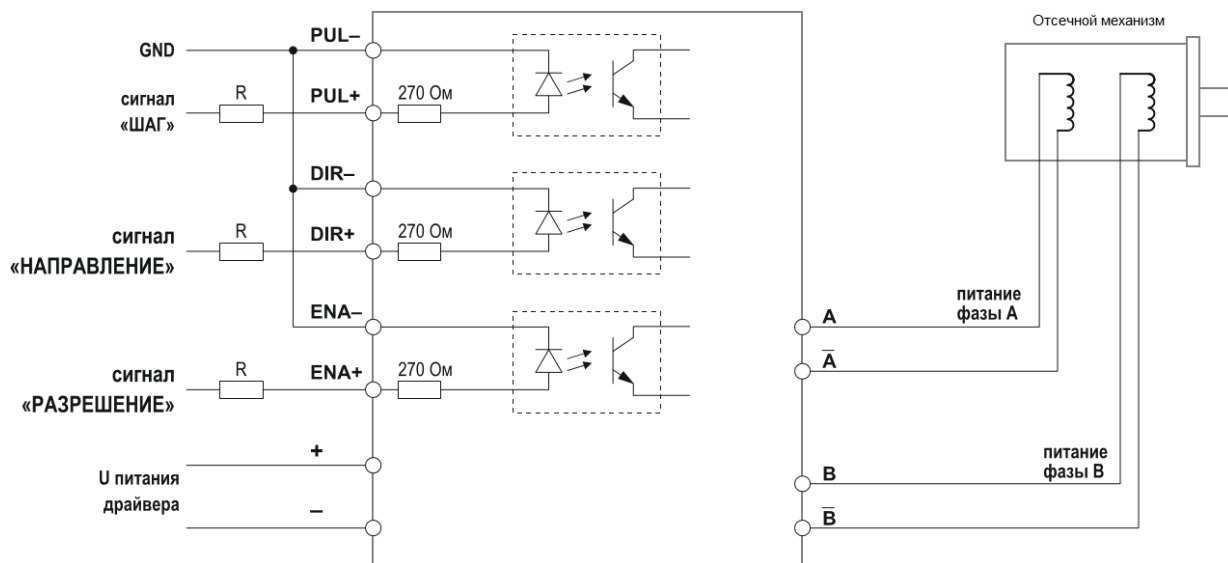 Отсечной механизм
GND
PUL–
сигнал
«ШАГ»
R
PUL+
270 Ом
DIR–
сигнал
«НАПРАВЛЕНИЕ»
R
DIR+
270 Ом
ENA–
сигнал
«РАЗРЕШЕНИЕ»
R
ENA+
270 Ом
U питания
драйвера
+
–
A
A̅
питание
фазы A
B
B̅
питание
фазы B